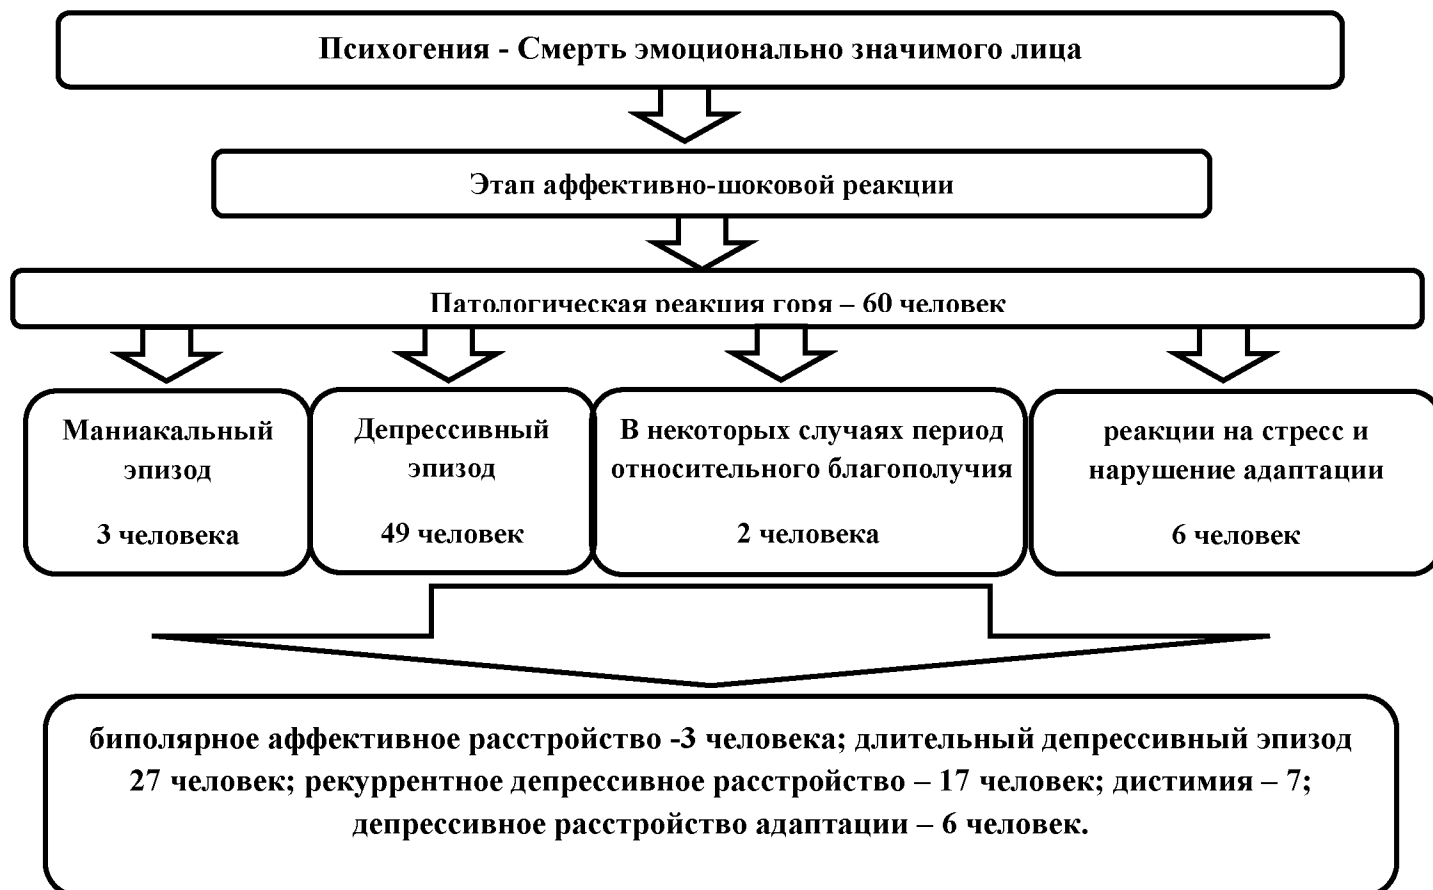 Психогения - Смерть эмоционально значимого лица
Этап аффективно-шоковой реакции
Патологическая реакция горя – 60 человек
Маниакальный
эпизод
3 человека
Депрессивный
эпизод
49 человек
В некоторых случаях период
относительного благополучия
2 человека
реакции на стресс и
нарушение адаптации
6 человек
биполярное аффективное расстройство -3 человека; длительный депрессивный эпизод
27 человек; рекуррентное депрессивное расстройство – 17 человек; дистимия – 7;
депрессивное расстройство адаптации – 6 человек.